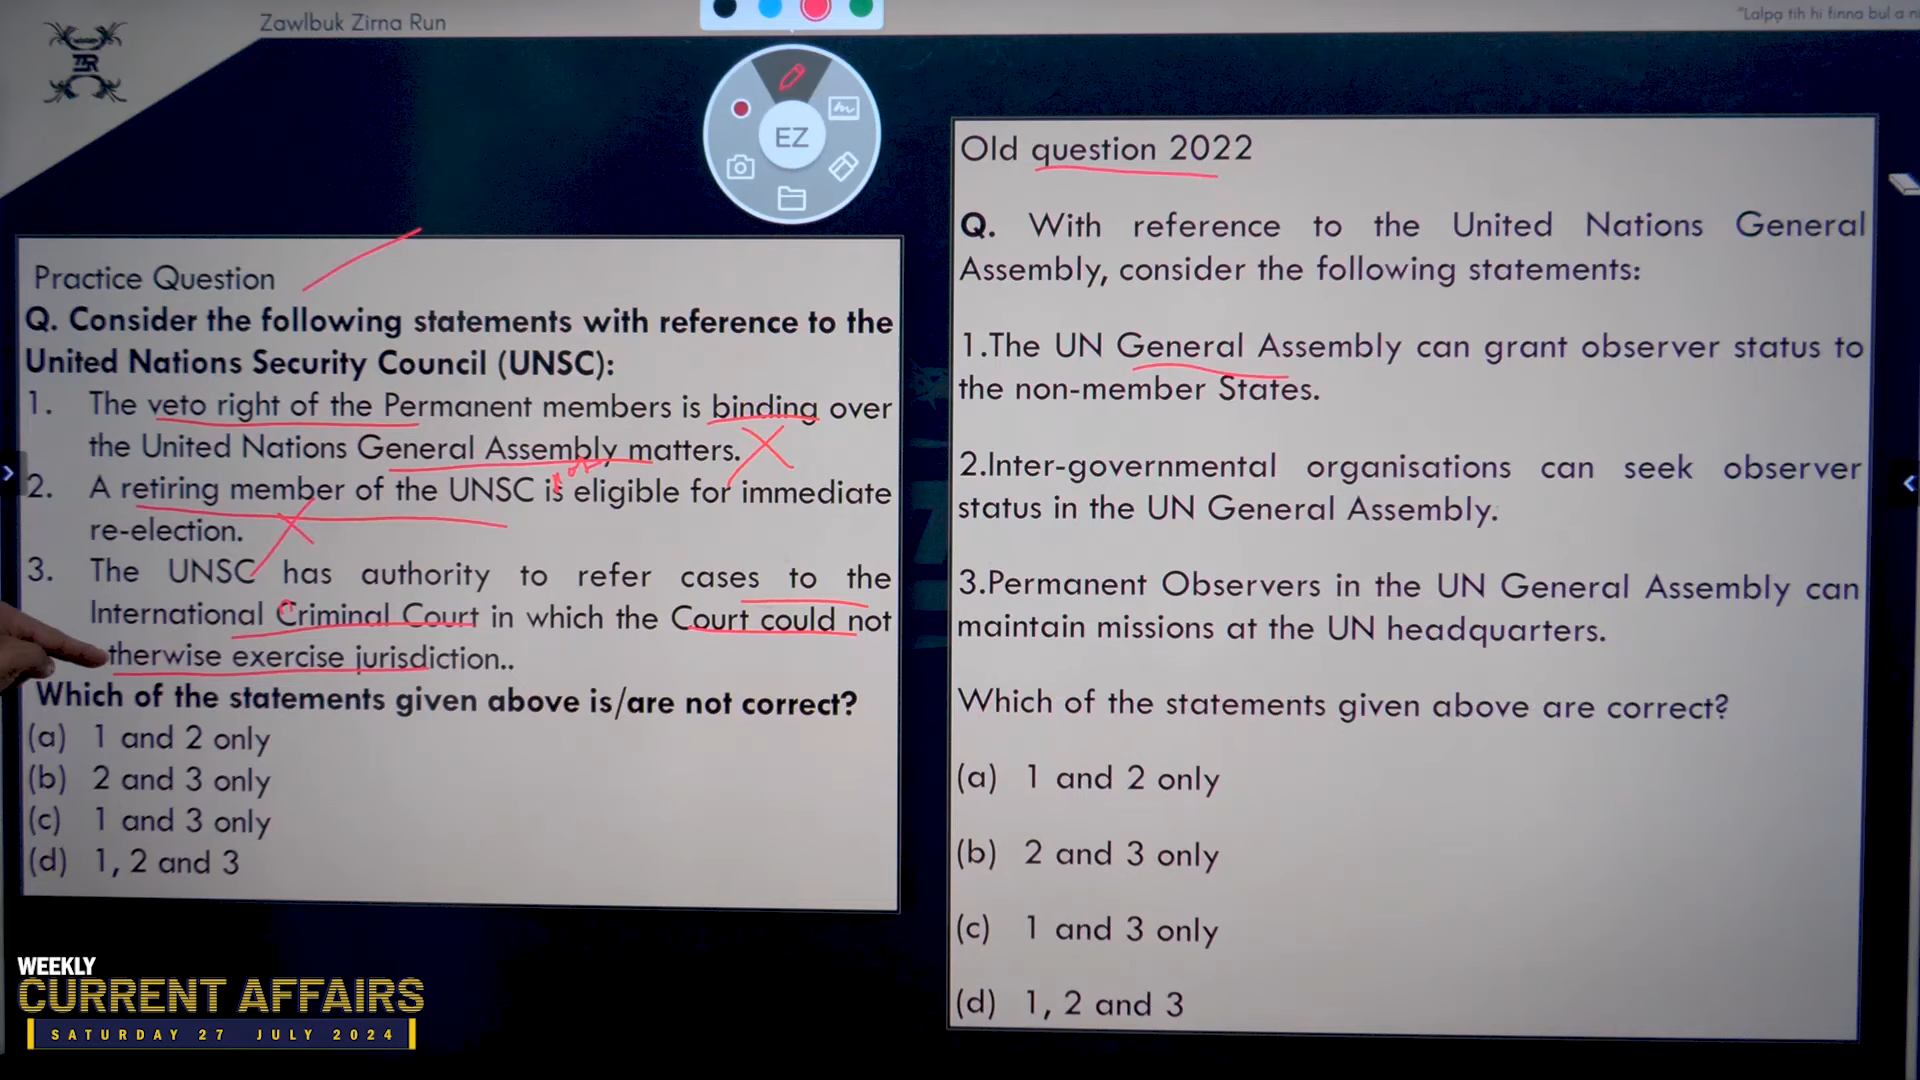 Zawlbuk Zirna Run
"Lalpa tih hi finna bul a ni
EZ
Practice Question
Q. Consider the following statements with reference to the
United Nations Security Council (UNSC):
1. The veto right of the Permanent members is binding over
the United Nations General Assembly matters.
2. A retiring member of the UNSC is eligible for immediate
re-election.
3. The UNSC has authority to refer cases to the
International Criminal Court in which the Court could not
therwise exercise jurisdiction..
Which of the statements given above is/are not correct?
(a) 1 and 2 only
(b) 2 and 3 only
(c) 1 and 3 only
(d) 1, 2 and 3
Old question 2022
Q. With reference to the United Nations General
Assembly, consider the following statements:
1.The UN General Assembly can grant observer status to
the non-member States.
2.Inter-governmental organisations can seek observer
status in the UN General Assembly.
3.Permanent Observers in the UN General Assembly can
maintain missions at the UN headquarters.
Which of the statements given above are correct?
(a) 1 and 2 only
(b) 2 and 3 only
(c) 1 and 3 only
(d) 1, 2 and 3
WEEKLY
CURRENT AFFAIRS
SATURDAY 27 JULY 2024